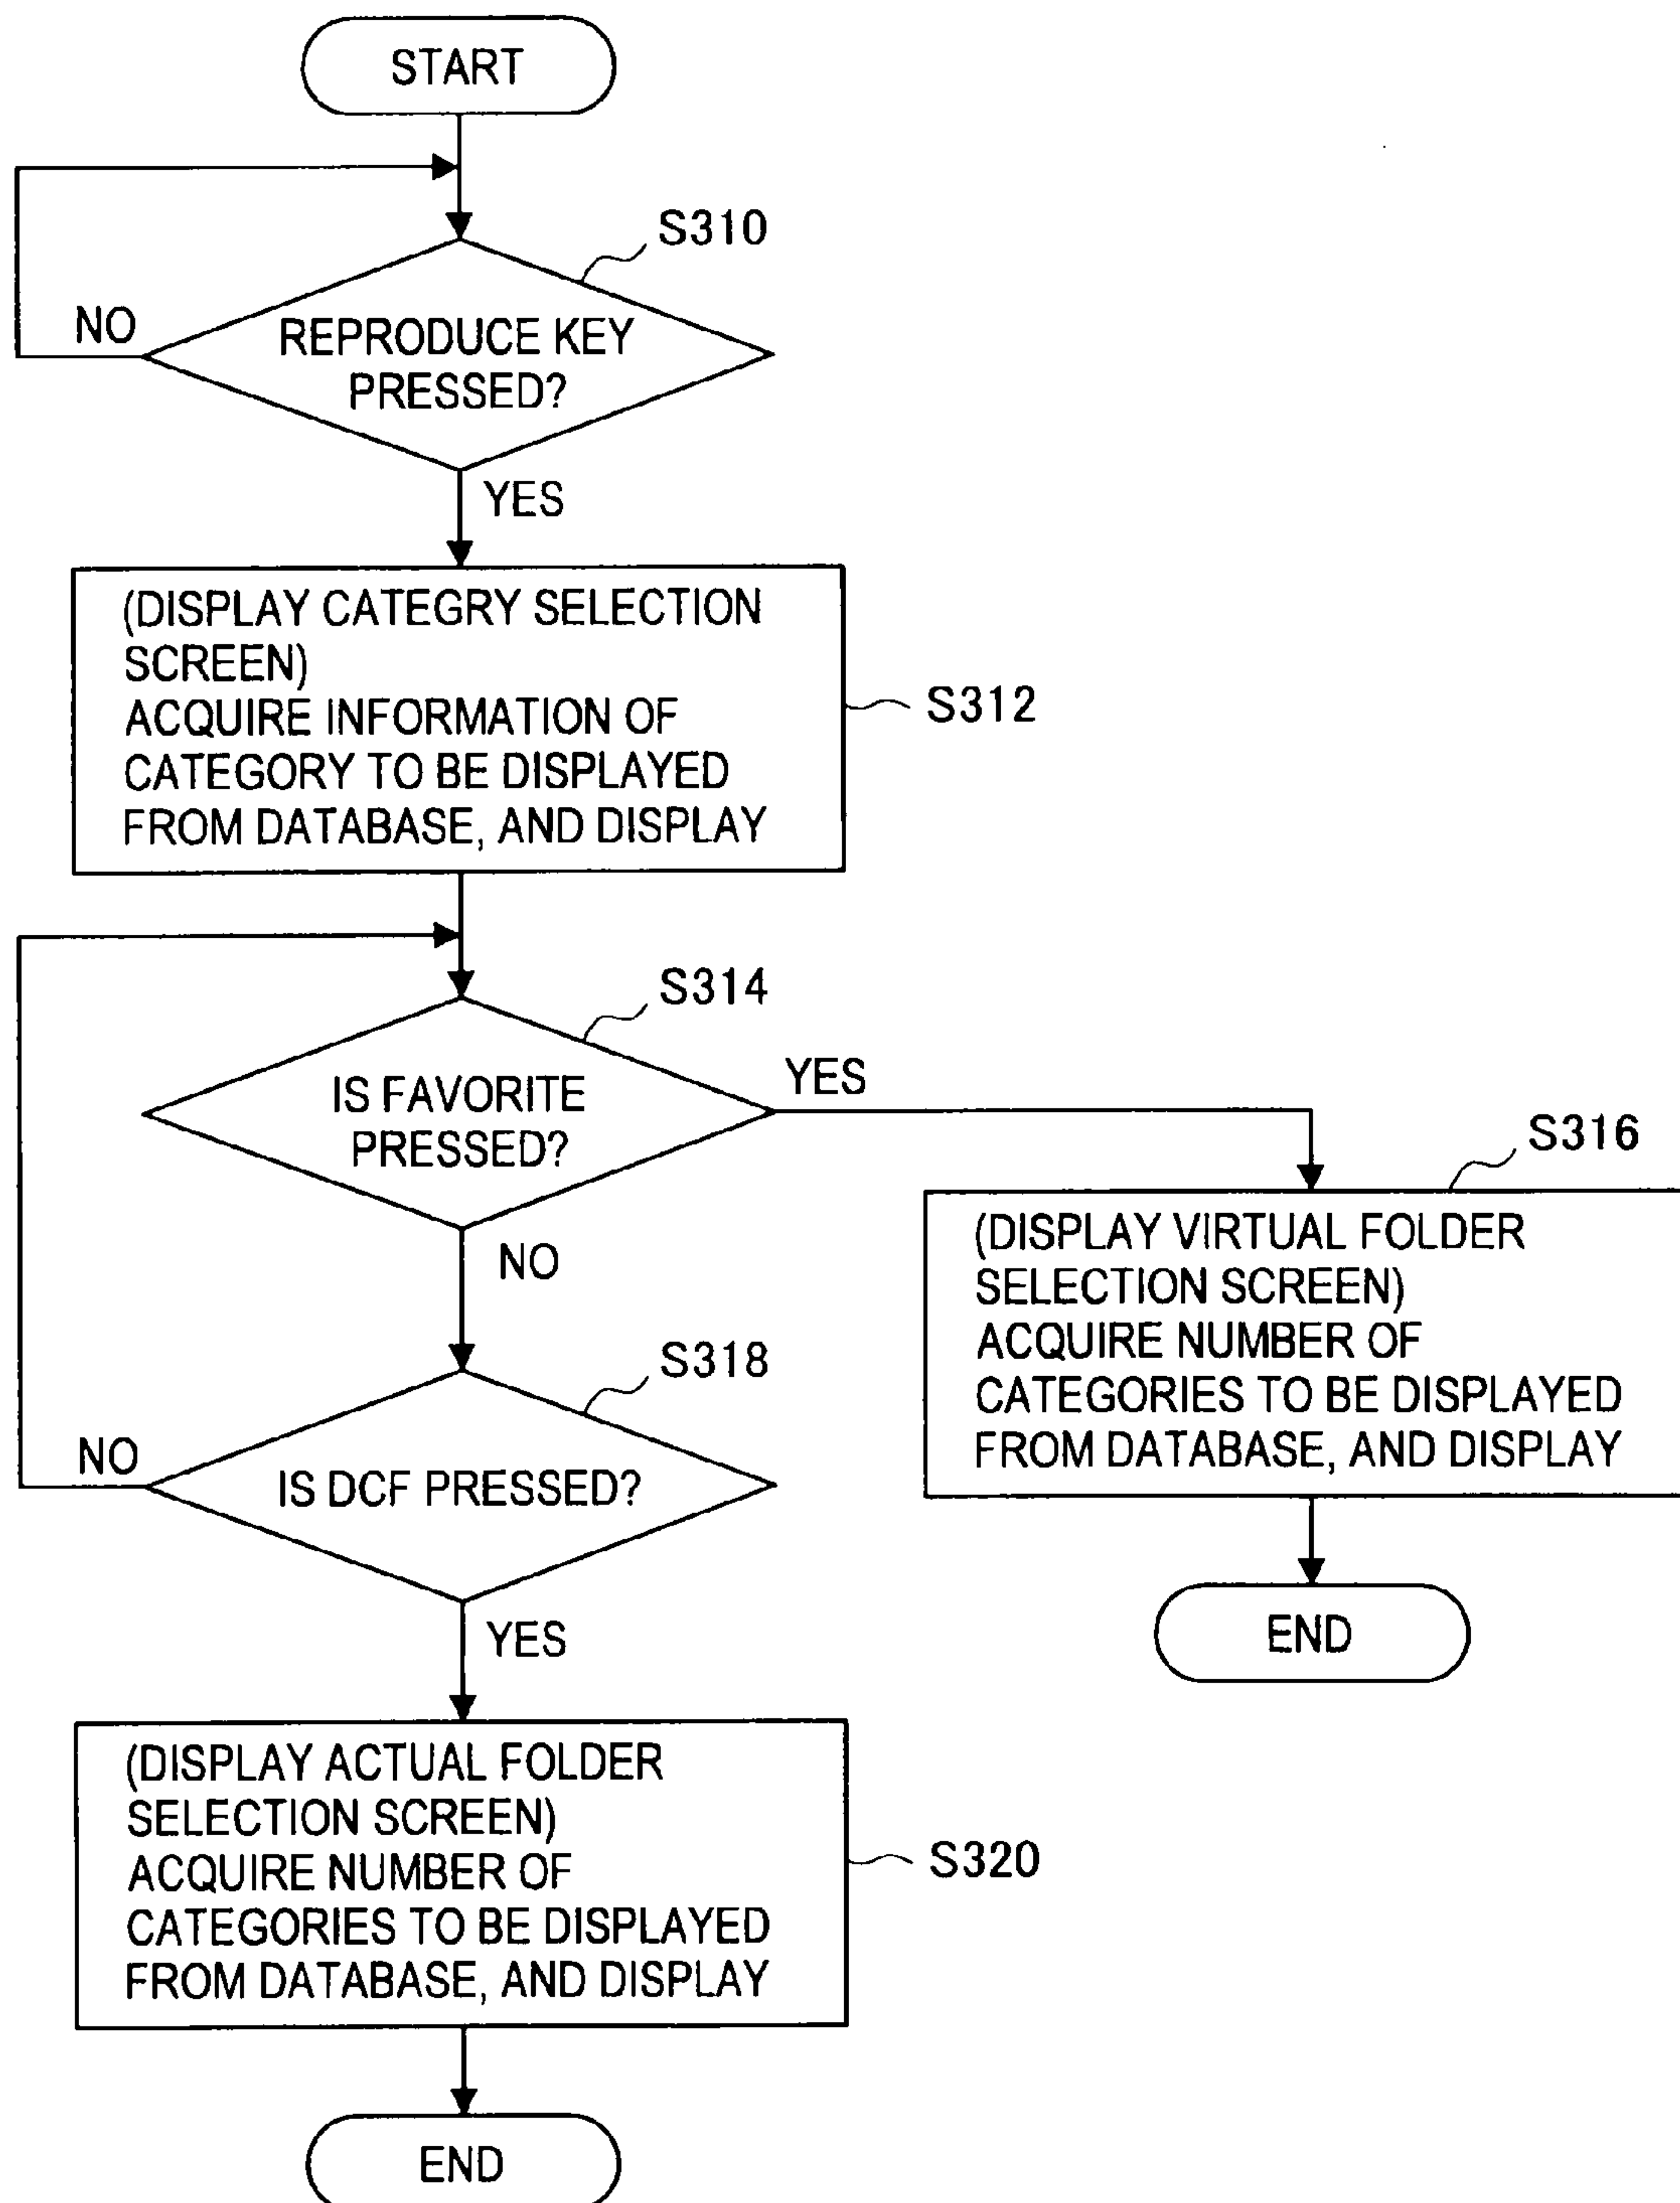 START
S310
NO
REPRODUCE KEY
PRESSED?
YES
(DISPLAY CATEGRY SELECTION
SCREEN)
ACQUIRE INFORMATION OF
CATEGORY TO BE DISPLAYED
FROM DATABASE, AND DISPLAY
S312
S314
IS FAVORITE
PRESSED?
YES
NO
S316
(DISPLAY VIRTUAL FOLDER
SELECTION SCREEN)
ACQUIRE NUMBER OF
CATEGORIES TO BE DISPLAYED
FROM DATABASE, AND DISPLAY
END
S318
NO
IS DCF PRESSED?
YES
(DISPLAY ACTUAL FOLDER
SELECTION SCREEN)
ACQUIRE NUMBER OF
CATEGORIES TO BE DISPLAYED
FROM DATABASE, AND DISPLAY
S320
END